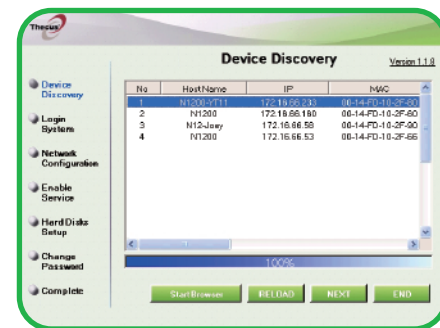 Thecus
Device Discovery
Version 1.1.8
Device
Discovery
Login
System
Network
Configuration
Enable
Service
Hard Disks
Setup
Change
Password
Complete
No HostName IP MAC
1 N1200-YT11 172.16.66.203 00-14-FD-10-2F-80
2 N1200 172.16.66.160 00-14-FD-10-2F-60
3 N12-Joey 172.16.66.58 00-14-FD-10-2F-90
4 N1200 172.16.66.53 00-14-FD-10-2F-66
100%
Start Browser RELOAD NEXT END